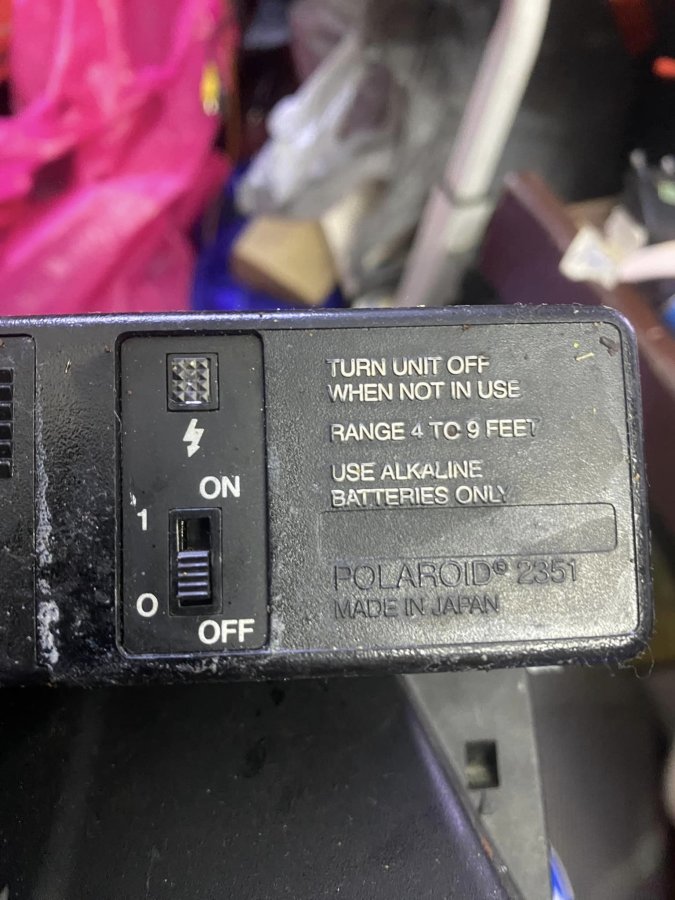 TURN UNIT OFF
WHEN NOT IN USE
RANGE 4 TO 9 FEET
USE ALKALINE
BATTERIES ONLY
ON
1
0
OFF
POLAROID® 2351
MADE IN JAPAN